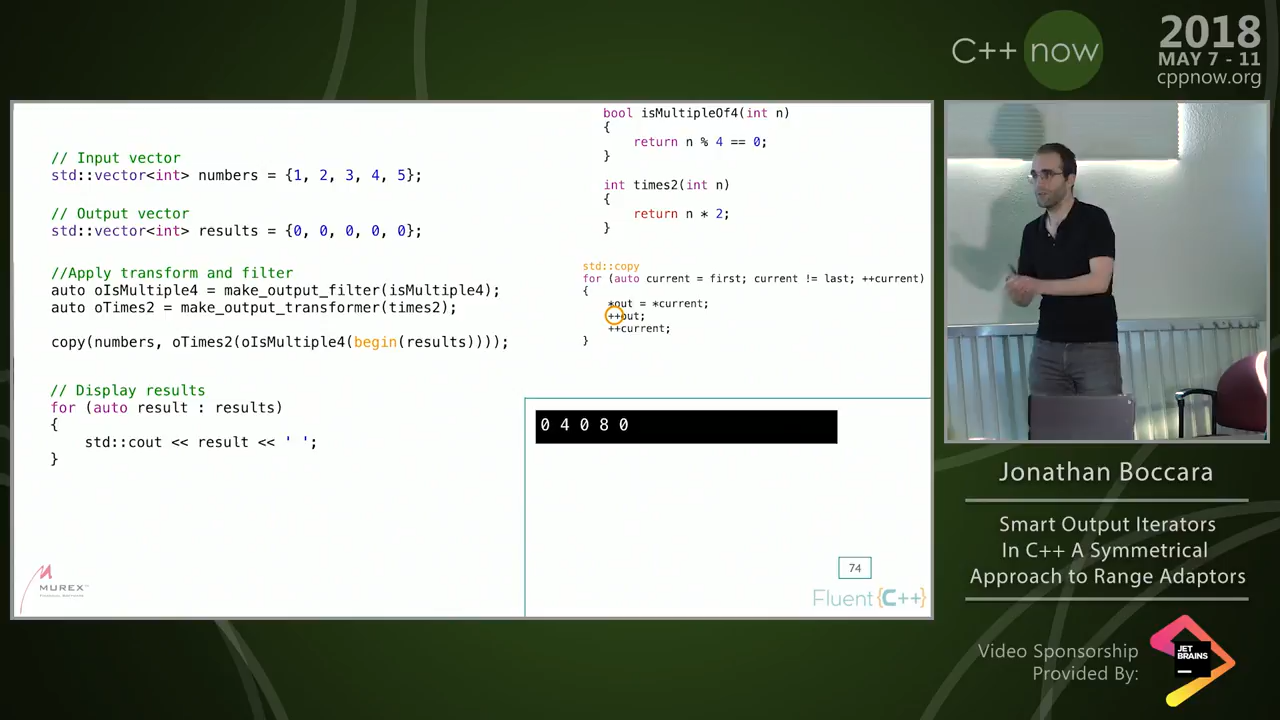 C++ now
2018
MAY 7 - 11
cppnow.org
// Input vector
std::vector<int> numbers = {1, 2, 3, 4, 5};
// Output vector
std::vector<int> results = {0, 0, 0, 0, 0};
//Apply transform and filter
auto oIsMultiple4 = make_output_filter(isMultiple4);
auto oTimes2 = make_output_transformer(times2);
copy(numbers, oTimes2(oIsMultiple4(begin(results))));
// Display results
for (auto result : results)
{
std::cout << result << ' ';
}
bool isMultipleOf4(int n)
{
return n % 4 == 0;
}
int times2(int n)
{
return n * 2;
}
std::copy
for (auto current = first; current != last; ++current)
{
*out = *current;
++out;
++current;
}
0 4 0 8 0
74
MUREX
Fluent {C++}
Jonathan Boccara
Smart Output Iterators
In C++ A Symmetrical
Approach to Range Adaptors
Video Sponsorship
Provided By:
JET
BRAINS